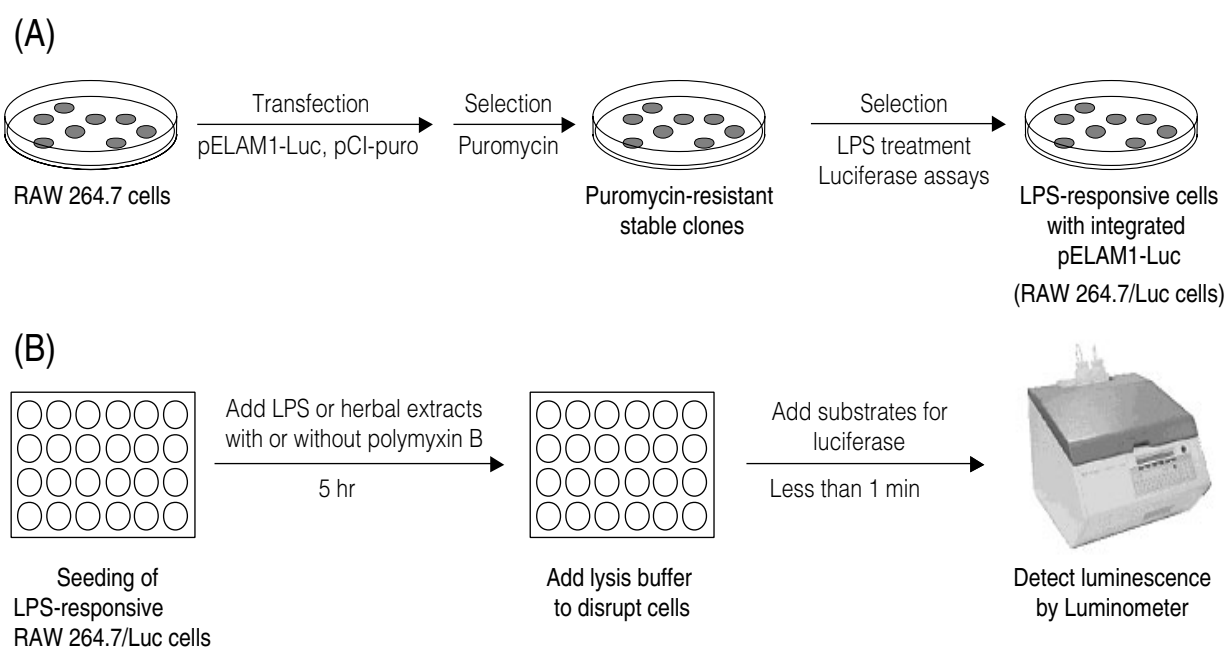 (A)
Transfection
pELAM1-Luc, pCI-puro
Selection
Puromycin
Selection
LPS treatment
Luciferase assays
RAW 264.7 cells
Puromycin-resistant
stable clones
LPS-responsive cells
with integrated
pELAM1-Luc
(RAW 264.7/Luc cells)
(B)
Add LPS or herbal extracts
with or without polymyxin B
5 hr
Add substrates for
luciferase
Less than 1 min
Seeding of
LPS-responsive
RAW 264.7/Luc cells
Add lysis buffer
to disrupt cells
Detect luminescence
by Luminometer